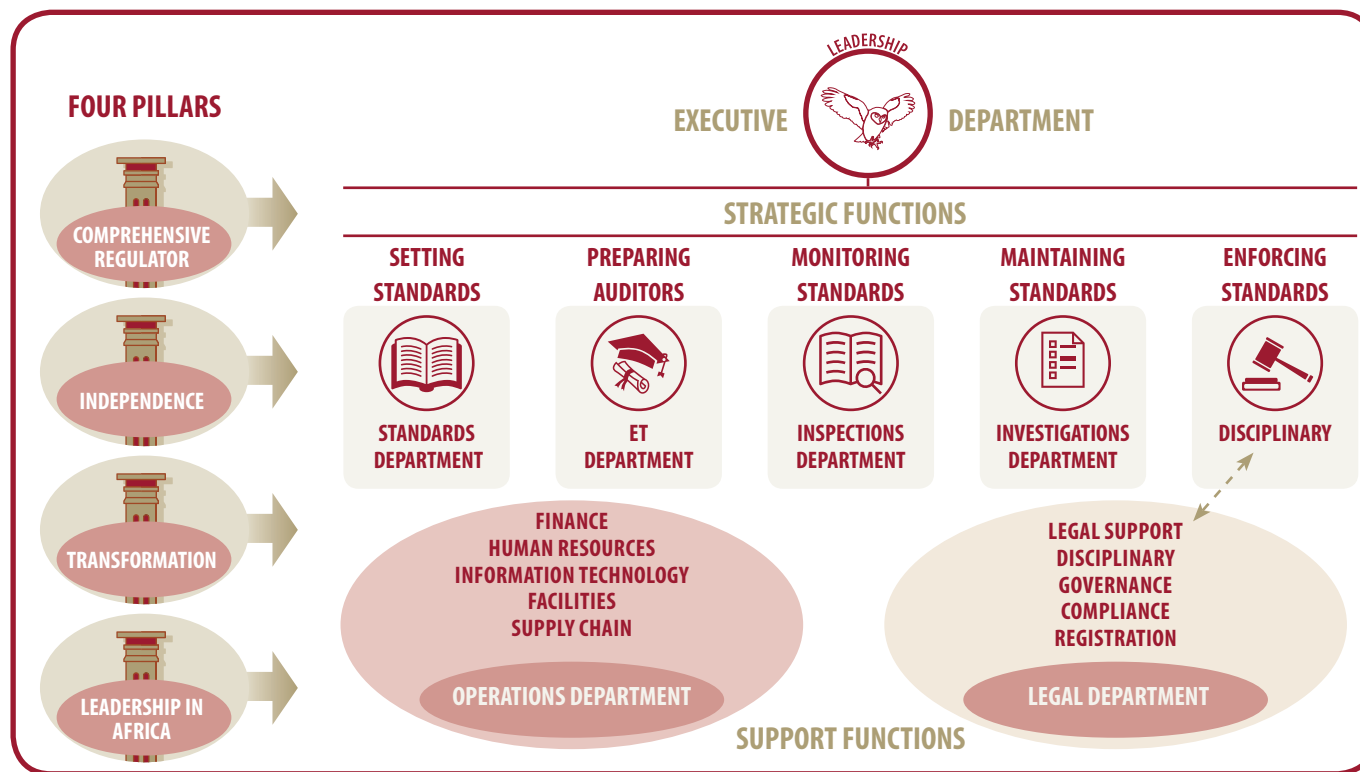 FOUR PILLARS
COMPREHENSIVE
REGULATOR
INDEPENDENCE
TRANSFORMATION
LEADERSHIP IN
AFRICA
LEADERSHIP
EXECUTIVE DEPARTMENT
STRATEGIC FUNCTIONS
SETTING
STANDARDS
STANDARDS
DEPARTMENT
PREPARING
AUDITORS
ET
DEPARTMENT
MONITORING
STANDARDS
INSPECTIONS
DEPARTMENT
MAINTAINING
STANDARDS
INVESTIGATIONS
DEPARTMENT
ENFORCING
STANDARDS
DISCIPLINARY
FINANCE
HUMAN RESOURCES
INFORMATION TECHNOLOGY
FACILITIES
SUPPLY CHAIN
OPERATIONS DEPARTMENT
LEGAL SUPPORT
DISCIPLINARY
GOVERNANCE
COMPLIANCE
REGISTRATION
LEGAL DEPARTMENT
SUPPORT FUNCTIONS